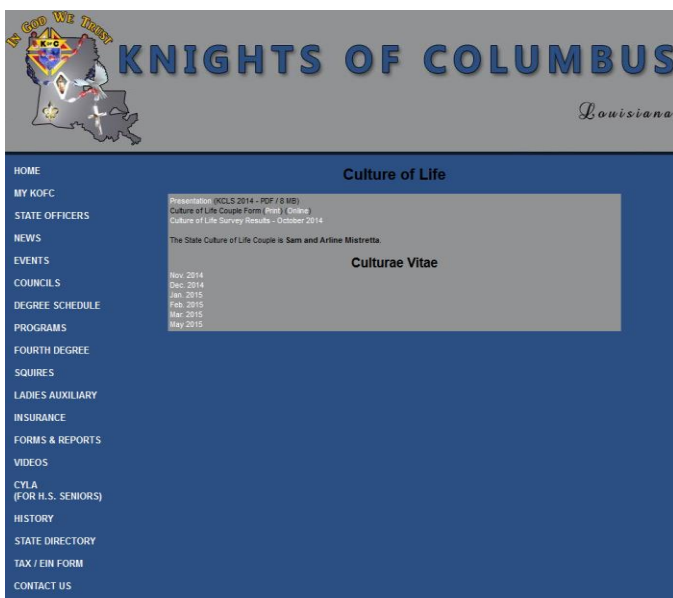 IN GOD WE TRUST
K OF C
KNIGHTS OF COLUMBUS
Louisiana
HOME
MY KOFC
STATE OFFICERS
NEWS
EVENTS
COUNCILS
DEGREE SCHEDULE
PROGRAMS
FOURTH DEGREE
SQUIRES
LADIES AUXILIARY
INSURANCE
FORMS & REPORTS
VIDEOS
CYLA
(FOR H.S. SENIORS)
HISTORY
STATE DIRECTORY
TAX / EIN FORM
CONTACT US
Culture of Life
Presentation (KCLS 2014 - PDF / 8 MB)
Culture of Life Couple Form (Print) (Online)
Culture of Life Survey Results - October 2014
The State Culture of Life Couple is Sam and Arline Mistretta.
Culturae Vitae
Nov. 2014
Dec. 2014
Jan. 2015
Feb. 2015
Mar. 2015
May 2015